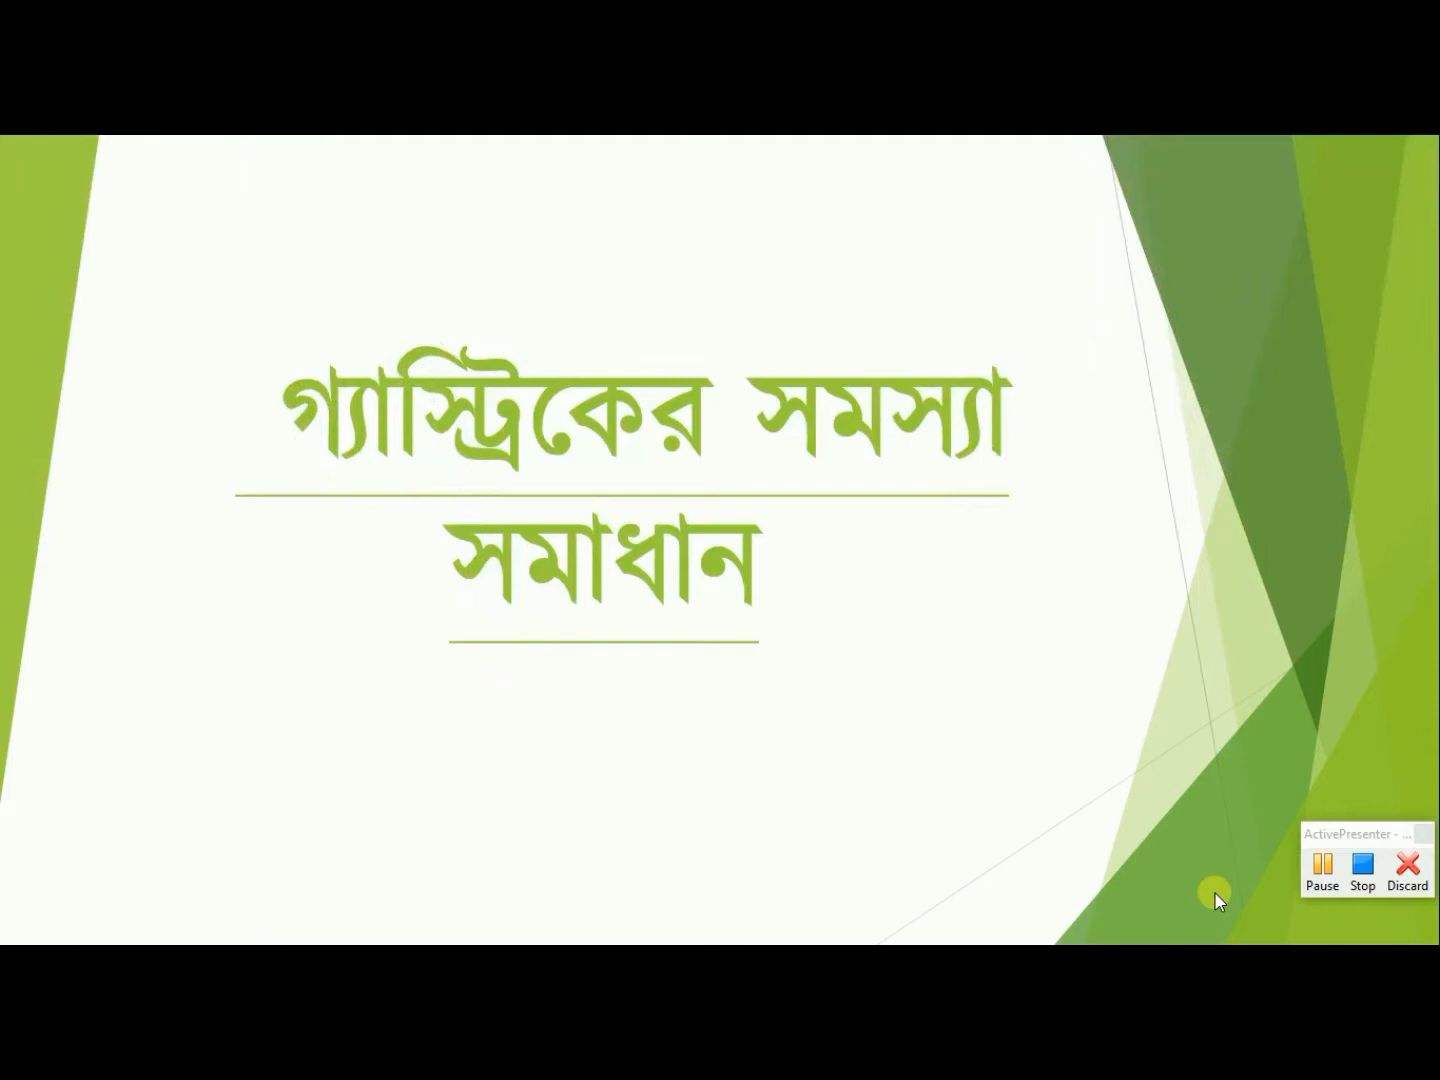 গ্যাস্ট্রিকের সমস্যা
সমাধান
ActivePresenter - ...
Pause Stop Discard